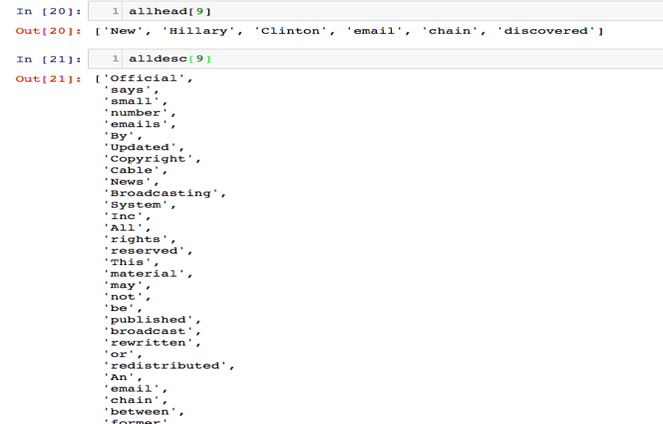 In [20]: 1 allhead[9]
Out[20]: ['New', 'Hillary', 'Clinton', 'email', 'chain', 'discovered']
In [21]: 1 alldesc[9]
Out[21]: ['Official',
'says',
'small',
'number',
'emails',
'By',
'Updated',
'Copyright',
'Cable',
'News',
'Broadcasting',
'System',
'Inc',
'All',
'rights',
'reserved',
'This',
'material',
'may',
'not',
'be',
'published',
'broadcast',
'rewritten',
'or',
'redistributed',
'An',
'email',
'chain',
'between',
'former'